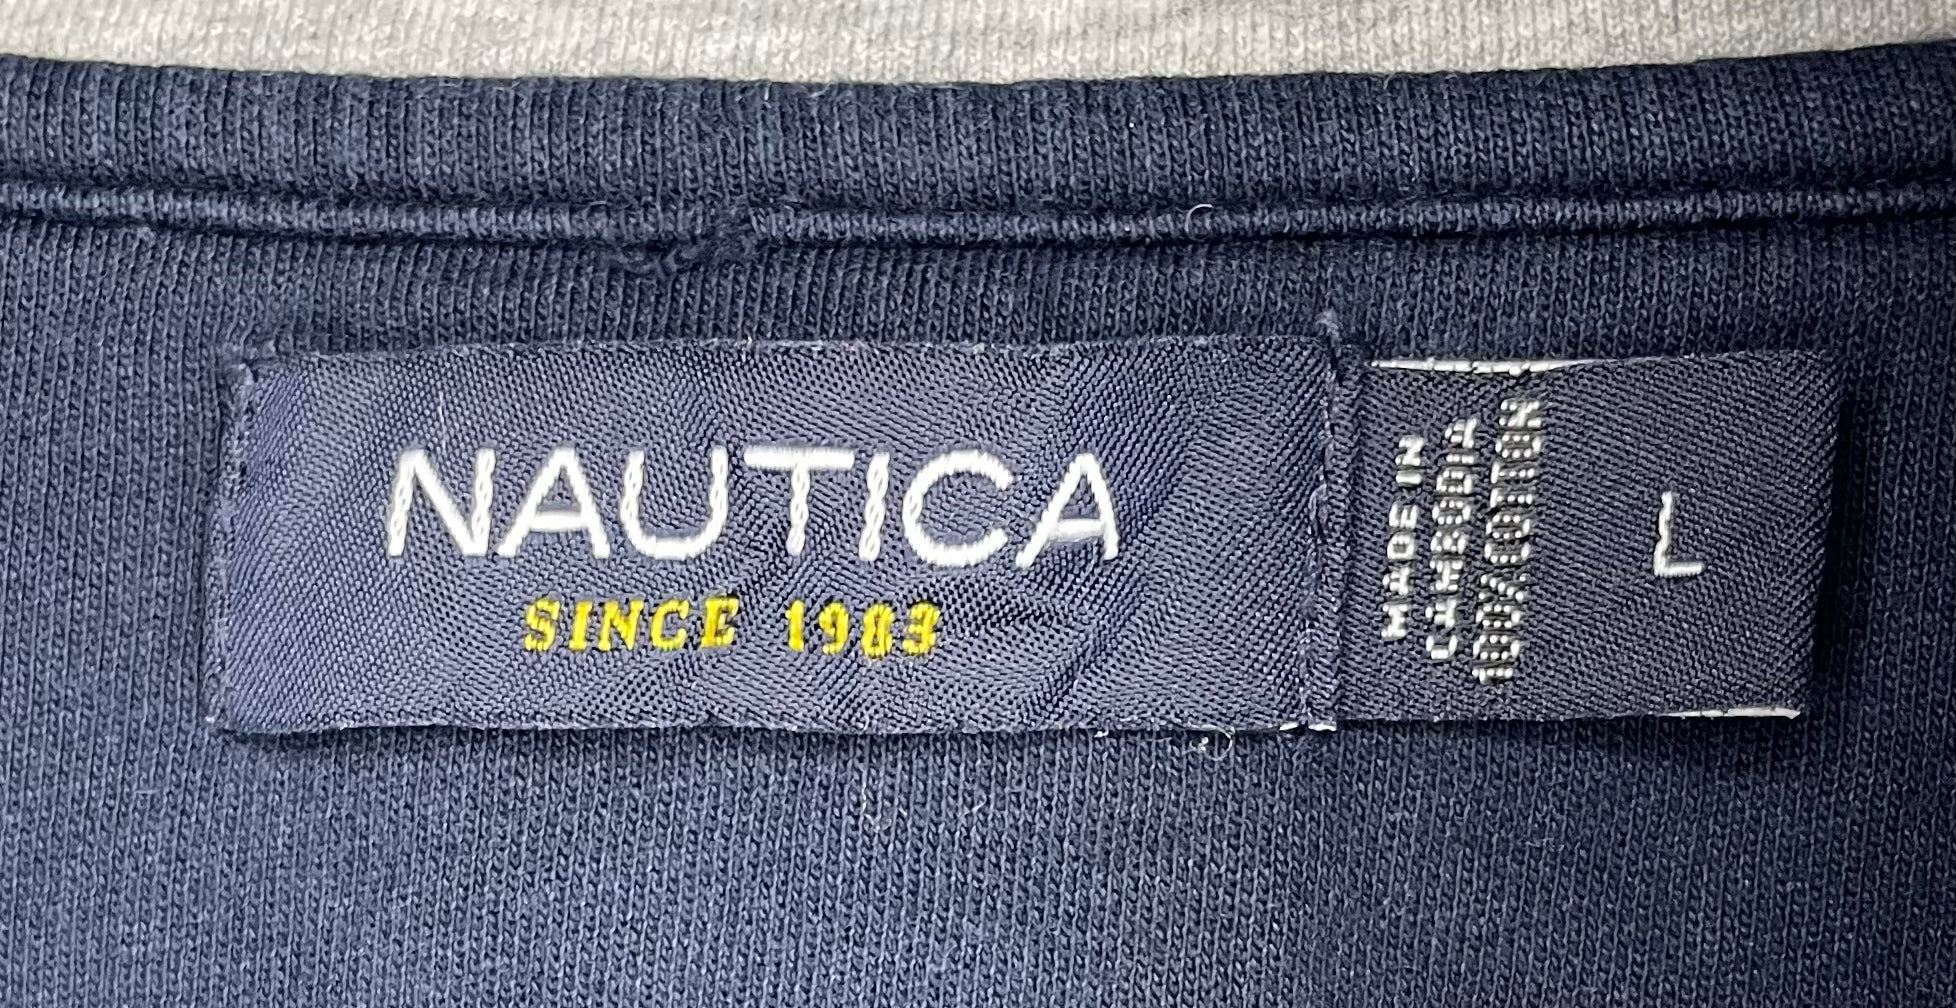 NAUTICA
SINCE 1983
MADE IN
CAMBODIA
100%COTTON
L